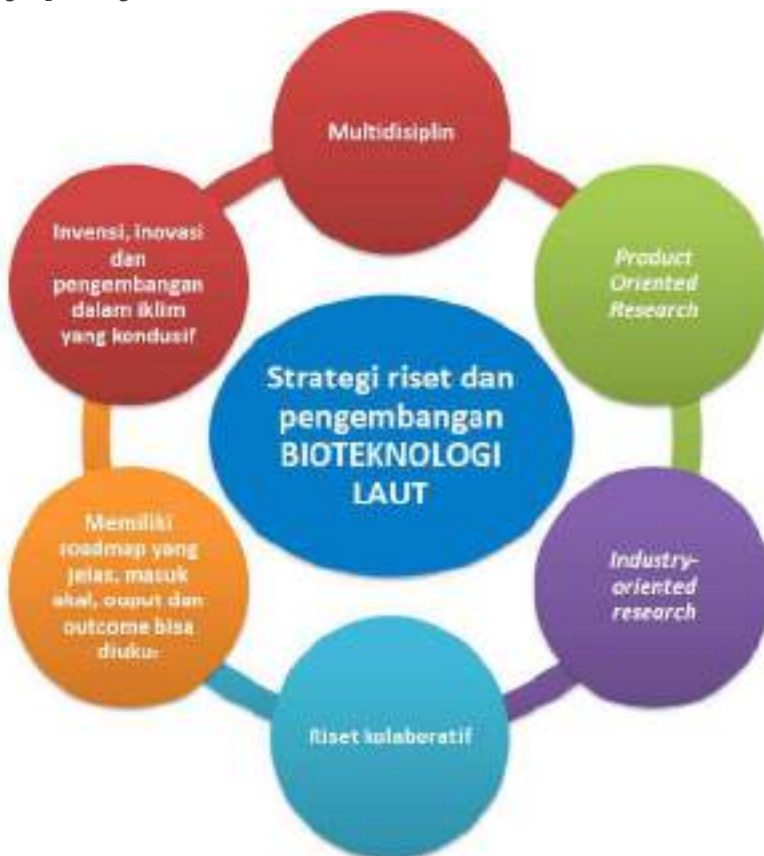 Multidisiplin
Product
Oriented
Research
Industry-
oriented
research
Riset kolaboratif
Memiliki
roadmap yang
jelas, masuk
akal, ouput dan
outcome bisa
diukur
Invensi, inovasi
dan
pengembangan
dalam iklim
yang kondusif
Strategi riset dan
pengembangan
BIOTEKNOLOGI
LAUT